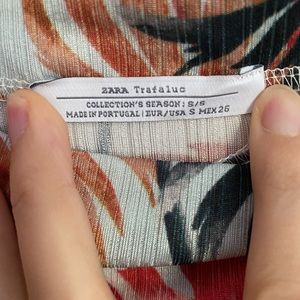 ZARA Trafaluc
COLLECTION'S SEASON: S/S
MADE IN PORTUGAL | EUR/USA S MEX 26